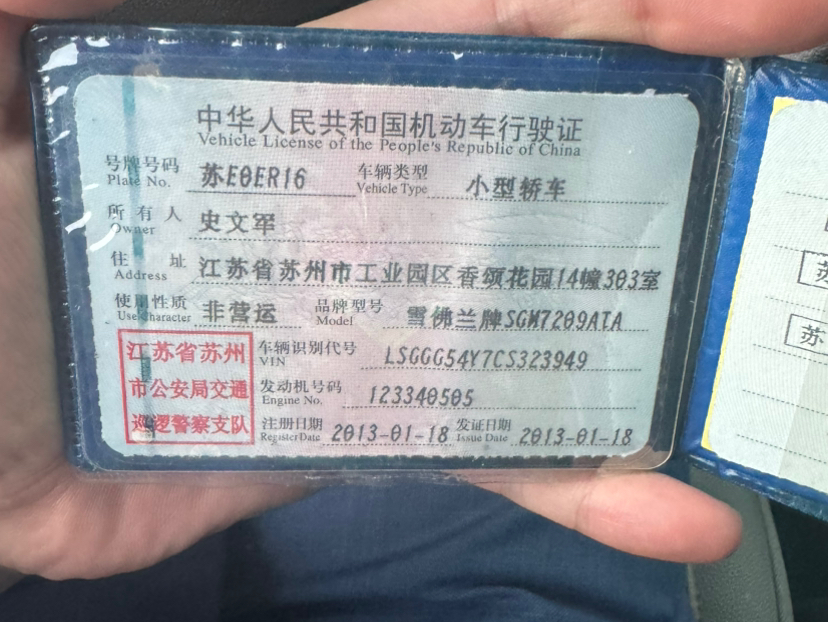 中华人民共和国机动车行驶证
Vehicle License of the People's Republic of China
号牌号码 苏E0ER16 车辆类型 小型轿车
Plate No. Vehicle Type
所有人 史文军
Owner
住址 江苏省苏州市工业园区香颂花园14幢303室
Address
使用性质 非营运 品牌型号 雪佛兰牌SGM7209ATA
Use Character Model
江苏省苏州
市公安局交通
巡逻警察支队
车辆识别代号 LSGGG54Y7CS323949
VIN
发动机号码 123340505
Engine No.
注册日期 2013-01-18 发证日期 2013-01-18
Register Date Issue Date
苏
苏